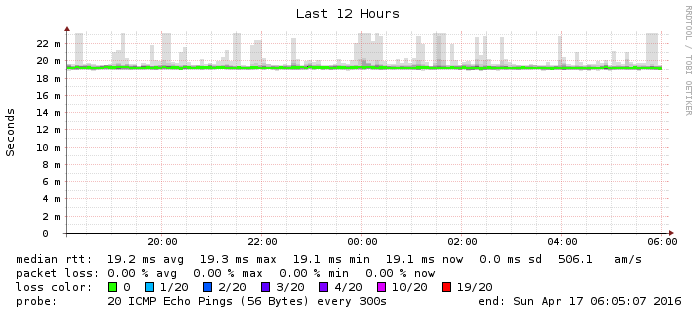 Last 12 Hours
RRDTOOL / TOBI OETIKER
Seconds
22 m
20 m
18 m
16 m
14 m
12 m
10 m
8 m
6 m
4 m
2 m
0
20:00 22:00 00:00 02:00 04:00 06:00
median rtt: 19.2 ms avg 19.3 ms max 19.1 ms min 19.1 ms now 0.0 ms sd 506.1 am/s
packet loss: 0.00 % avg 0.00 % max 0.00 % min 0.00 % now
loss color: 0 1/20 2/20 3/20 4/20 10/20 19/20
probe: 20 ICMP Echo Pings (56 Bytes) every 300s end: Sun Apr 17 06:05:07 2016